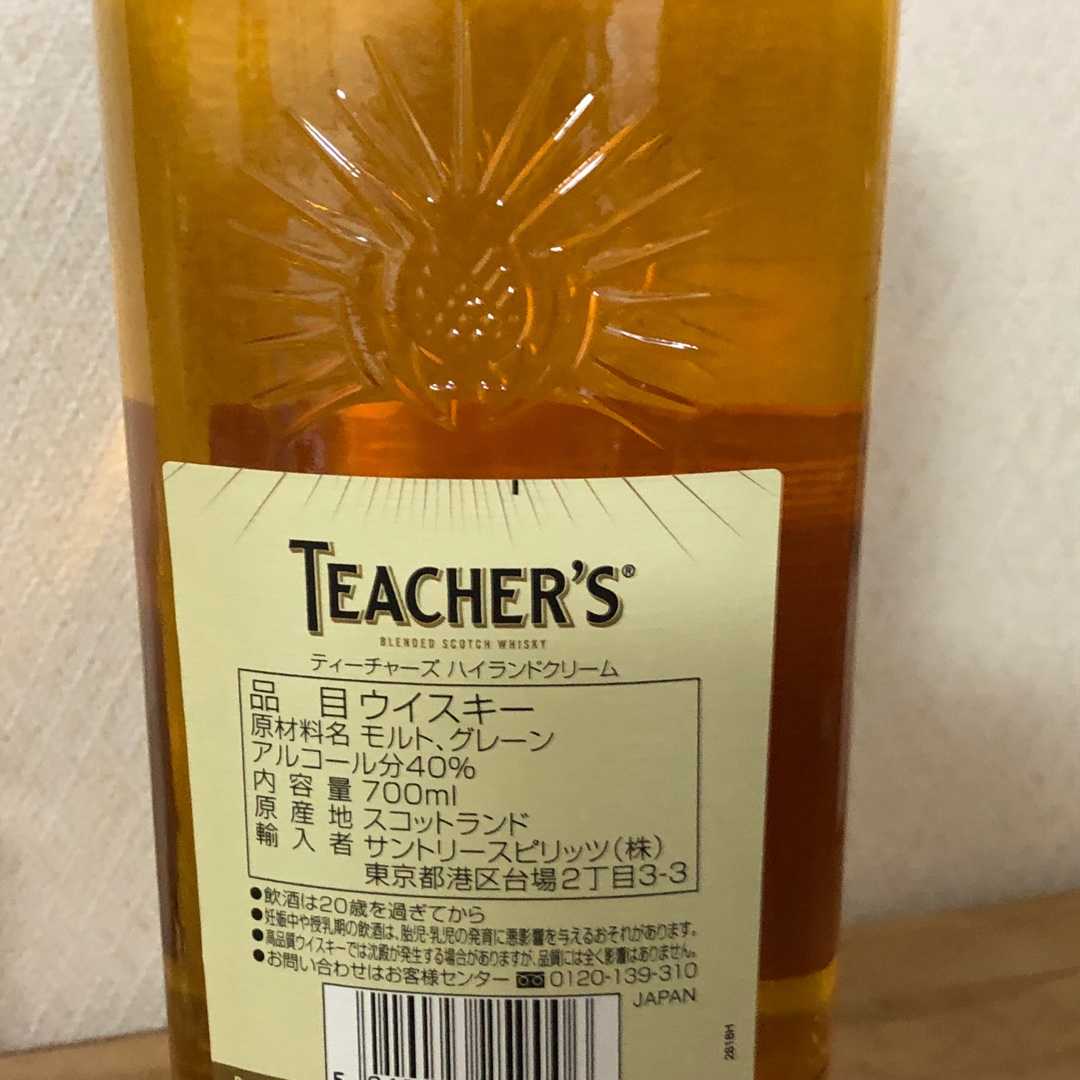 TEACHER'S®
BLENDED SCOTCH WHISKY
ティーチャーズ ハイランドクリーム
品目 ウイスキー
原材料名 モルト、グレーン
アルコール分40%
内容量 700ml
原産地 スコットランド
輸入者 サントリースピリッツ(株)
東京都港区台場2丁目3-3
●飲酒は20歳を過ぎてから
●妊娠中や授乳期の飲酒は、胎児・乳児の発育に悪影響を与えるおそれがあります。
●高品質ウイスキーでは沈殿が発生する場合がありますが、品質には全く影響はありません。
●お問い合わせはお客様センター 0120-139-310
JAPAN
2818H